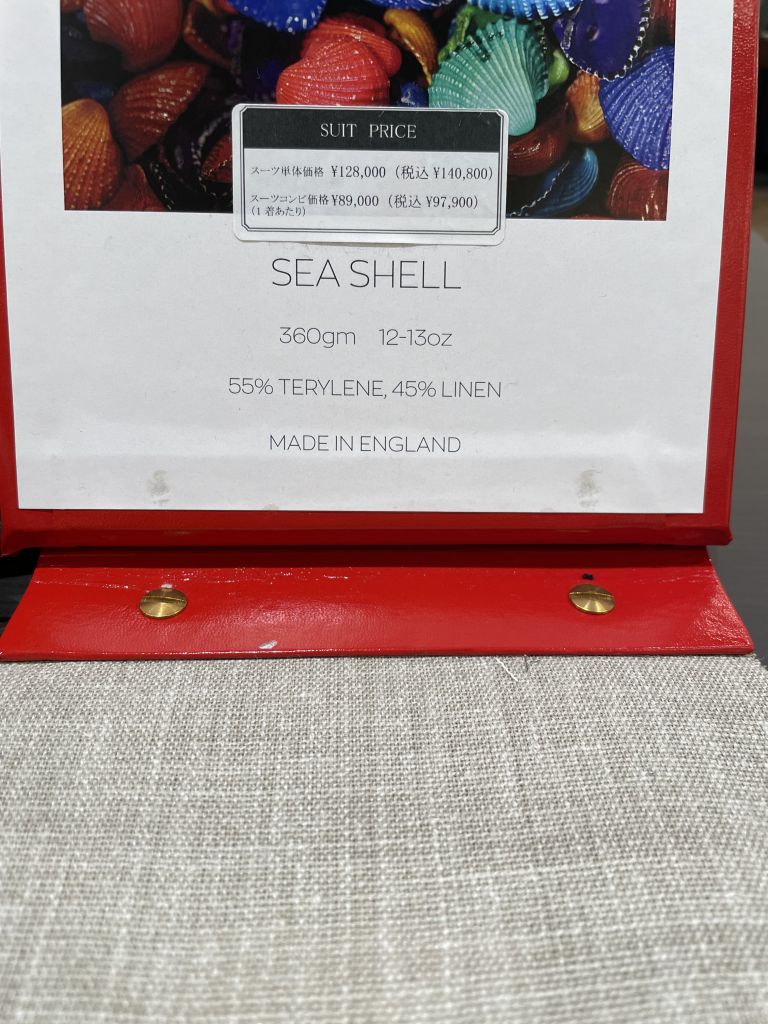 SUIT PRICE
スーツ単体価格 ¥128,000 (税込 ¥140,800)
スーツコンビ価格 ¥89,000 (税込 ¥97,900)
(1着あたり)
SEA SHELL
360gm 12-13oz
55% TERYLENE, 45% LINEN
MADE IN ENGLAND